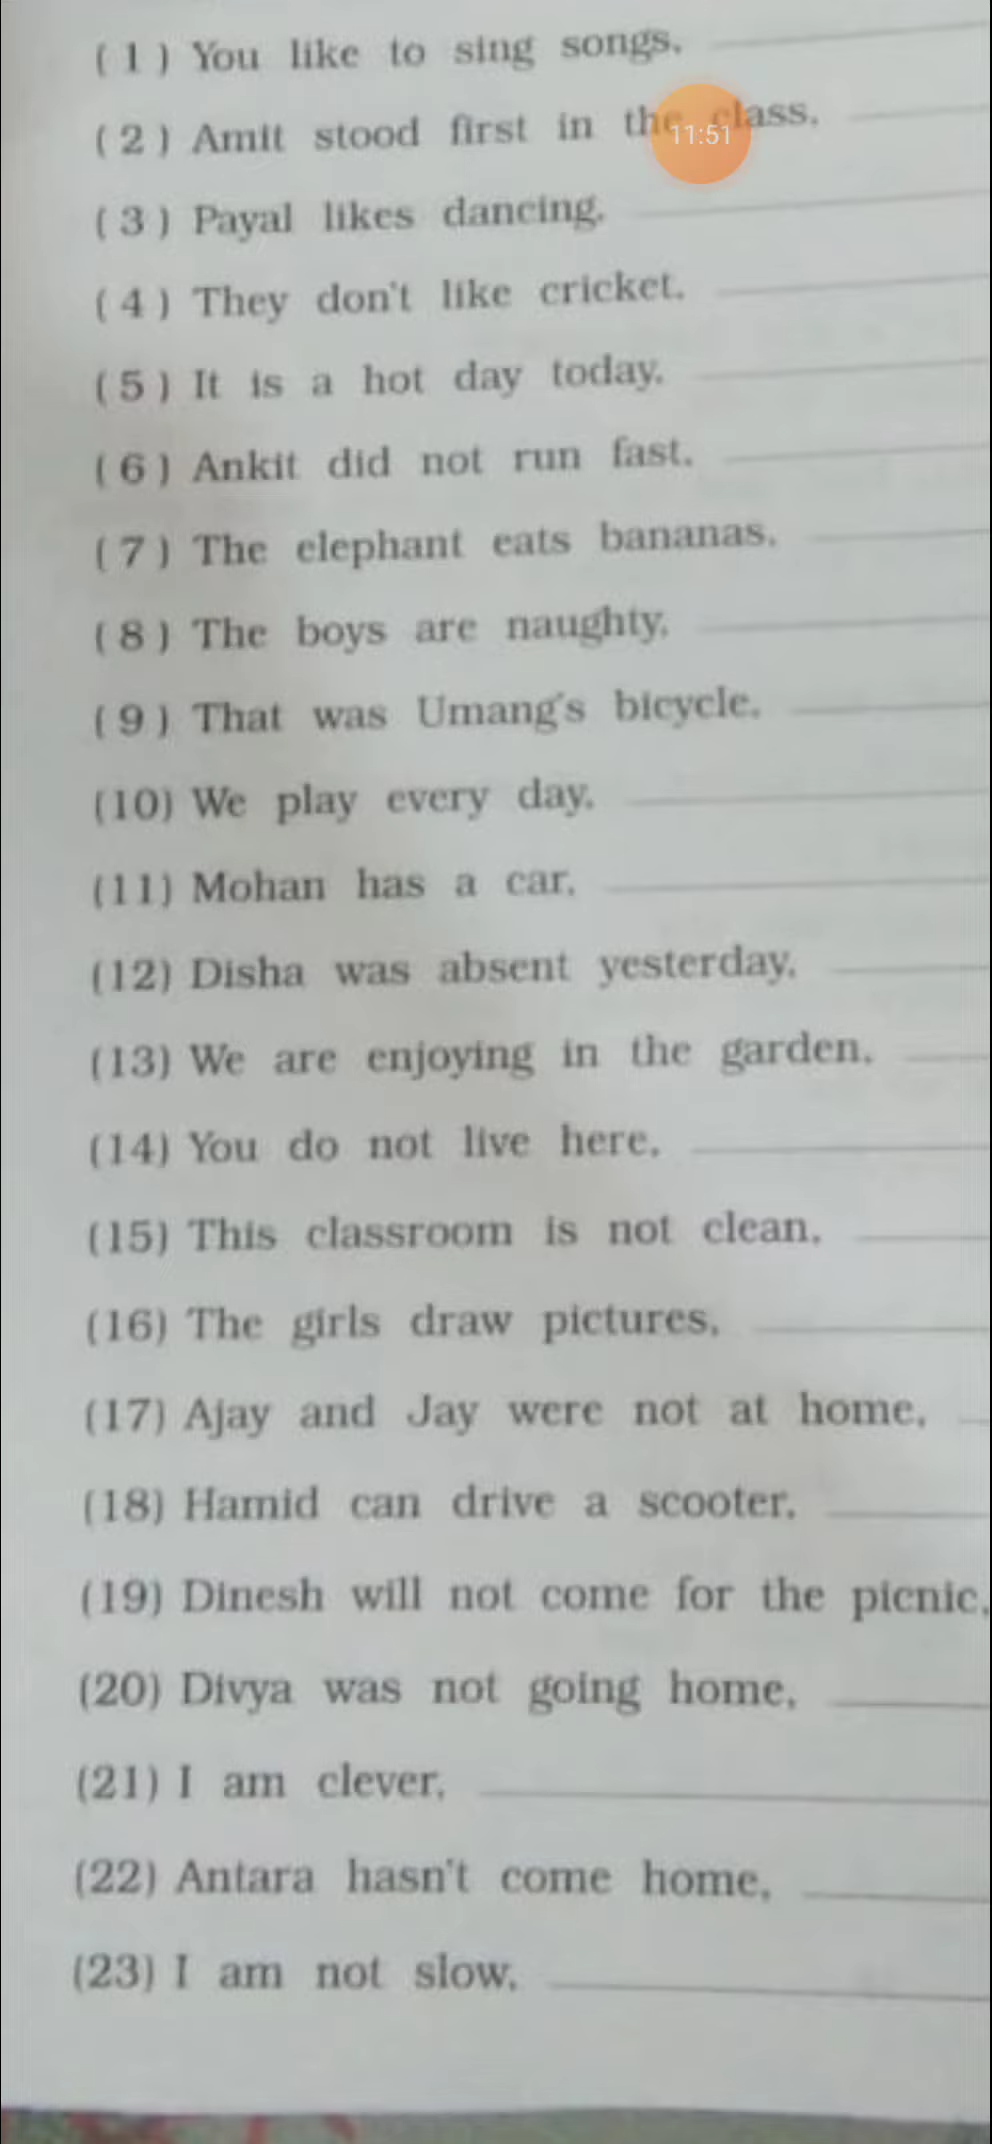 ( 1 ) You like to sing songs.
( 2 ) Amit stood first in the class.
11:51
( 3 ) Payal likes dancing.
( 4 ) They don't like cricket.
( 5 ) It is a hot day today.
( 6 ) Ankit did not run fast.
( 7 ) The elephant eats bananas.
( 8 ) The boys are naughty.
( 9 ) That was Umang's bicycle.
(10) We play every day.
(11) Mohan has a car.
(12) Disha was absent yesterday.
(13) We are enjoying in the garden.
(14) You do not live here.
(15) This classroom is not clean.
(16) The girls draw pictures.
(17) Ajay and Jay were not at home.
(18) Hamid can drive a scooter.
(19) Dinesh will not come for the picnic.
(20) Divya was not going home.
(21) I am clever.
(22) Antara hasn't come home.
(23) I am not slow.